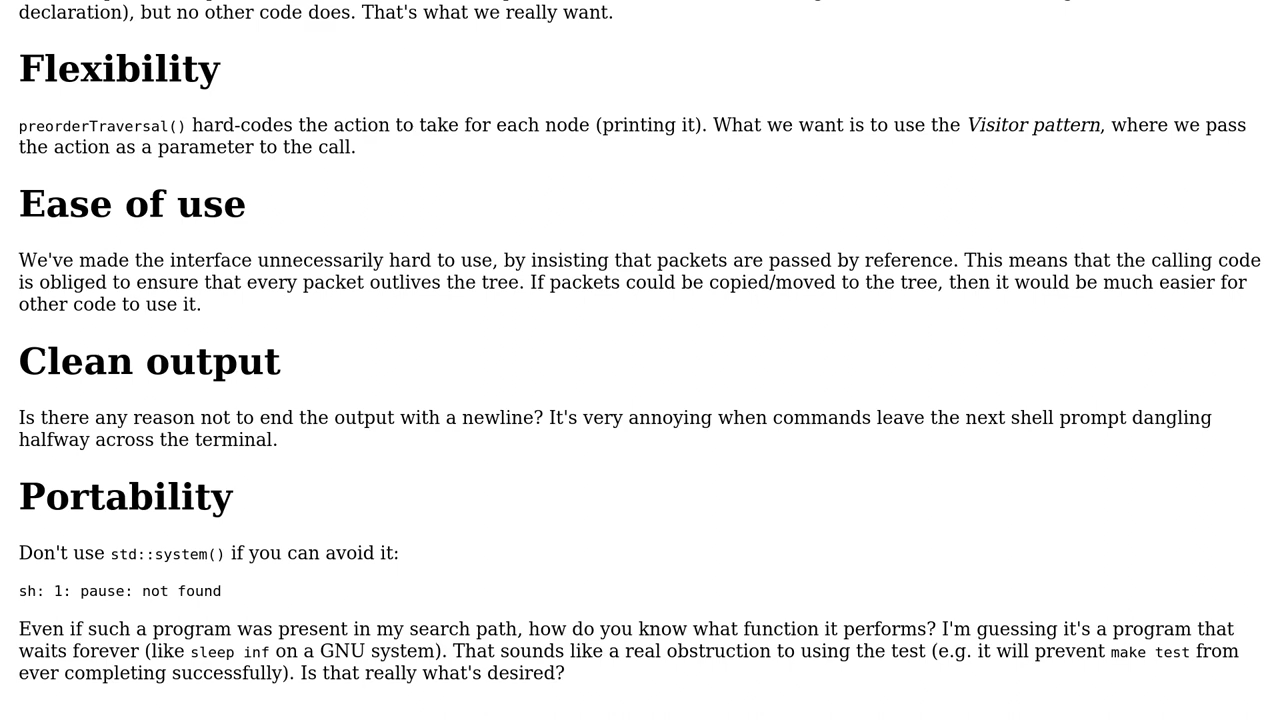 declaration), but no other code does. That's what we really want.
Flexibility
preorderTraversal() hard-codes the action to take for each node (printing it). What we want is to use the Visitor pattern, where we pass
the action as a parameter to the call.
Ease of use
We've made the interface unnecessarily hard to use, by insisting that packets are passed by reference. This means that the calling code
is obliged to ensure that every packet outlives the tree. If packets could be copied/moved to the tree, then it would be much easier for
other code to use it.
Clean output
Is there any reason not to end the output with a newline? It's very annoying when commands leave the next shell prompt dangling
halfway across the terminal.
Portability
Don't use std::system() if you can avoid it:
sh: 1: pause: not found
Even if such a program was present in my search path, how do you know what function it performs? I'm guessing it's a program that
waits forever (like sleep inf on a GNU system). That sounds like a real obstruction to using the test (e.g. it will prevent make test from
ever completing successfully). Is that really what's desired?